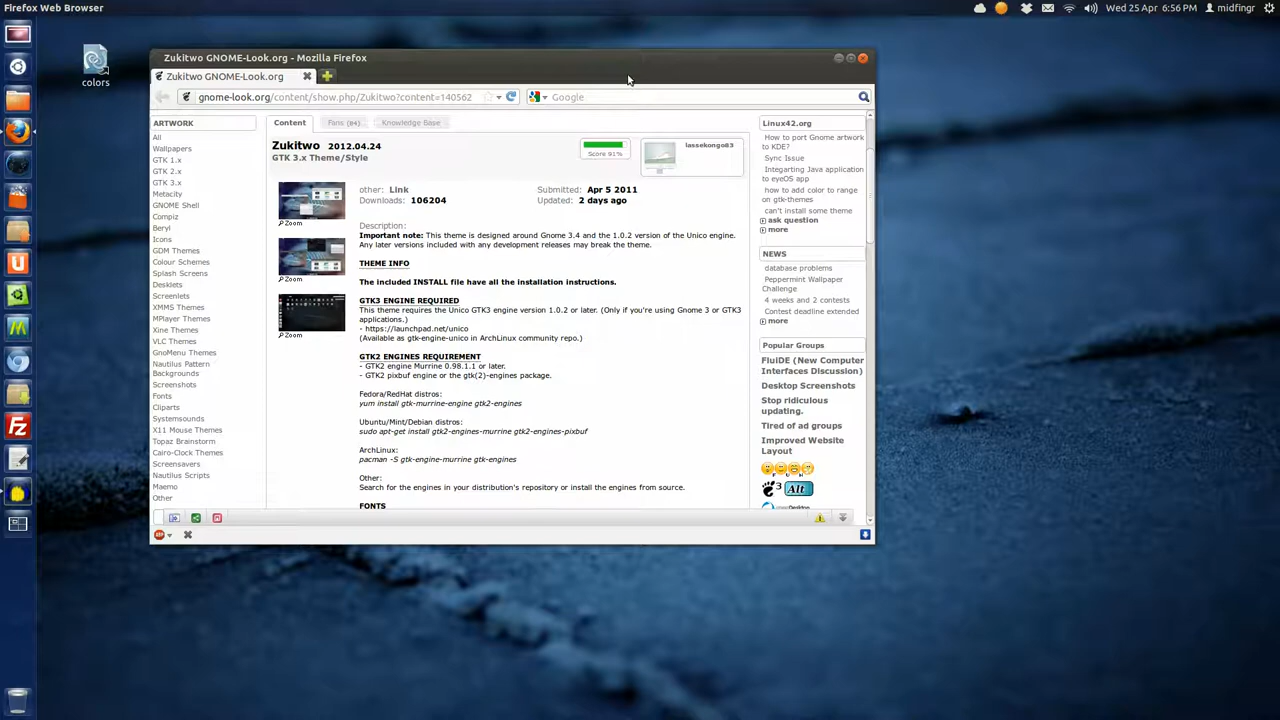 Firefox Web Browser
Wed 25 Apr 6:56 PM
midfingr
colors
Zukitwo GNOME-Look.org - Mozilla Firefox
Zukitwo GNOME-Look.org
gnome-look.org/content/show.php/Zukitwo?content=140562
Google
ARTWORK
All
Wallpapers
GTK 1.x
GTK 2.x
GTK 3.x
Metacity
GNOME Shell
Compiz
Beryl
Icons
GDM Themes
Colour Schemes
Splash Screens
Desklets
Screenlets
XMMS Themes
MPlayer Themes
Xine Themes
VLC Themes
GnoMenu Themes
Nautilus Pattern
Backgrounds
Screenshots
Fonts
Cliparts
Systemsounds
X11 Mouse Themes
Topaz Brainstorm
Cairo-Clock Themes
Screensavers
Nautilus Scripts
Maemo
Other
Content
Fans (84)
Knowledge Base
Zukitwo 2012.04.24
GTK 3.x Theme/Style
Score 91%
lassekongo83
Zoom
Zoom
Zoom
other: Link
Downloads: 106204
Submitted: Apr 5 2011
Updated: 2 days ago
Description:
Important note: This theme is designed around Gnome 3.4 and the 1.0.2 version of the Unico engine.
Any later versions included with any development releases may break the theme.
THEME INFO
The included INSTALL file have all the installation instructions.
GTK3 ENGINE REQUIRED
This theme requires the Unico GTK3 engine version 1.0.2 or later. (Only if you're using Gnome 3 or GTK3
applications.)
- https://launchpad.net/unico
(Available as gtk-engine-unico in ArchLinux community repo.)
GTK2 ENGINES REQUIREMENT
- GTK2 engine Murrine 0.98.1.1 or later.
- GTK2 pixbuf engine or the gtk(2)-engines package.
Fedora/RedHat distros:
yum install gtk-murrine-engine gtk2-engines
Ubuntu/Mint/Debian distros:
sudo apt-get install gtk2-engines-murrine gtk2-engines-pixbuf
ArchLinux:
pacman -S gtk-engine-murrine gtk-engines
Other:
Search for the engines in your distribution's repository or install the engines from source.
FONTS
Linux42.org
How to port Gnome artwork
to KDE?
Sync Issue
Integarting Java application
to eyeOS app
how to add color to range
on gtk-themes
can't install some theme
ask question
more
NEWS
database problems
Peppermint Wallpaper
Challenge
4 weeks and 2 contests
Contest deadline extended
more
Popular Groups
FluIDE (New Computer
Interfaces Discussion)
Desktop Screenshots
Stop ridiculous
updating.
Tired of ad groups
Improved Website
Layout
3 Alt
ABP